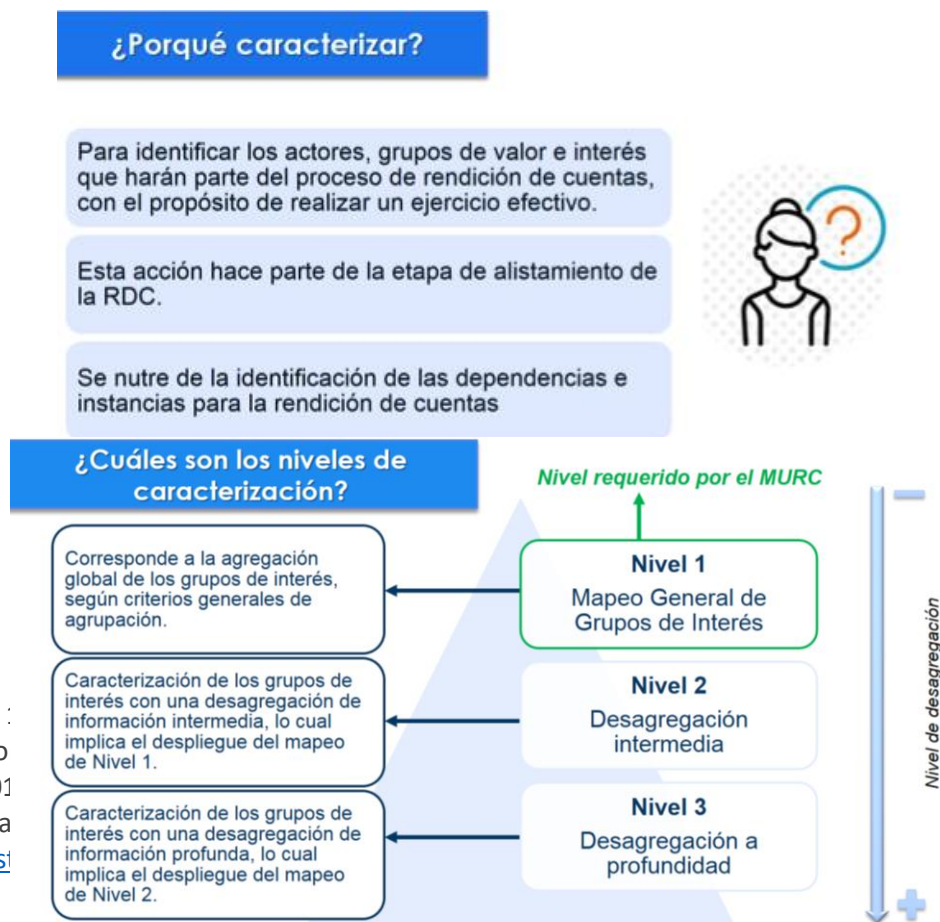 ¿Porqué caracterizar?
Para identificar los actores, grupos de valor e interés
que harán parte del proceso de rendición de cuentas,
con el propósito de realizar un ejercicio efectivo.
Esta acción hace parte de la etapa de alistamiento de
la RDC.
Se nutre de la identificación de las dependencias e
instancias para la rendición de cuentas
¿Cuáles son los niveles de
caracterización?
Nivel requerido por el MURC
Corresponde a la agregación
global de los grupos de interés,
según criterios generales de
agrupación.
Nivel 1
Mapeo General de
Grupos de Interés
Caracterización de los grupos de
interés con una desagregación de
información intermedia, lo cual
implica el despliegue del mapeo
de Nivel 1.
Nivel 2
Desagregación
intermedia
Caracterización de los grupos de
interés con una desagregación de
información profunda, lo cual
implica el despliegue del mapeo
de Nivel 2.
Nivel 3
Desagregación a
profundidad
Nivel de desagregación